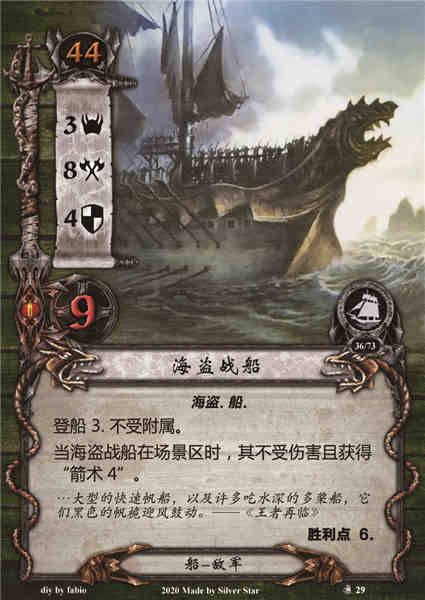 44
3
8
4
9
36/73
海盗战船
海盗. 船.
登船 3. 不受附属。
当海盗战船在场景区时，其不受伤害且获得
“箭术 4”。
…大型的快速帆船，以及许多吃水深的多桨船，它
们黑色的帆桅迎风鼓动。——《王者再临》
胜利点 6.
船–敌军
diy by fabio
2020 Made by Silver Star
29